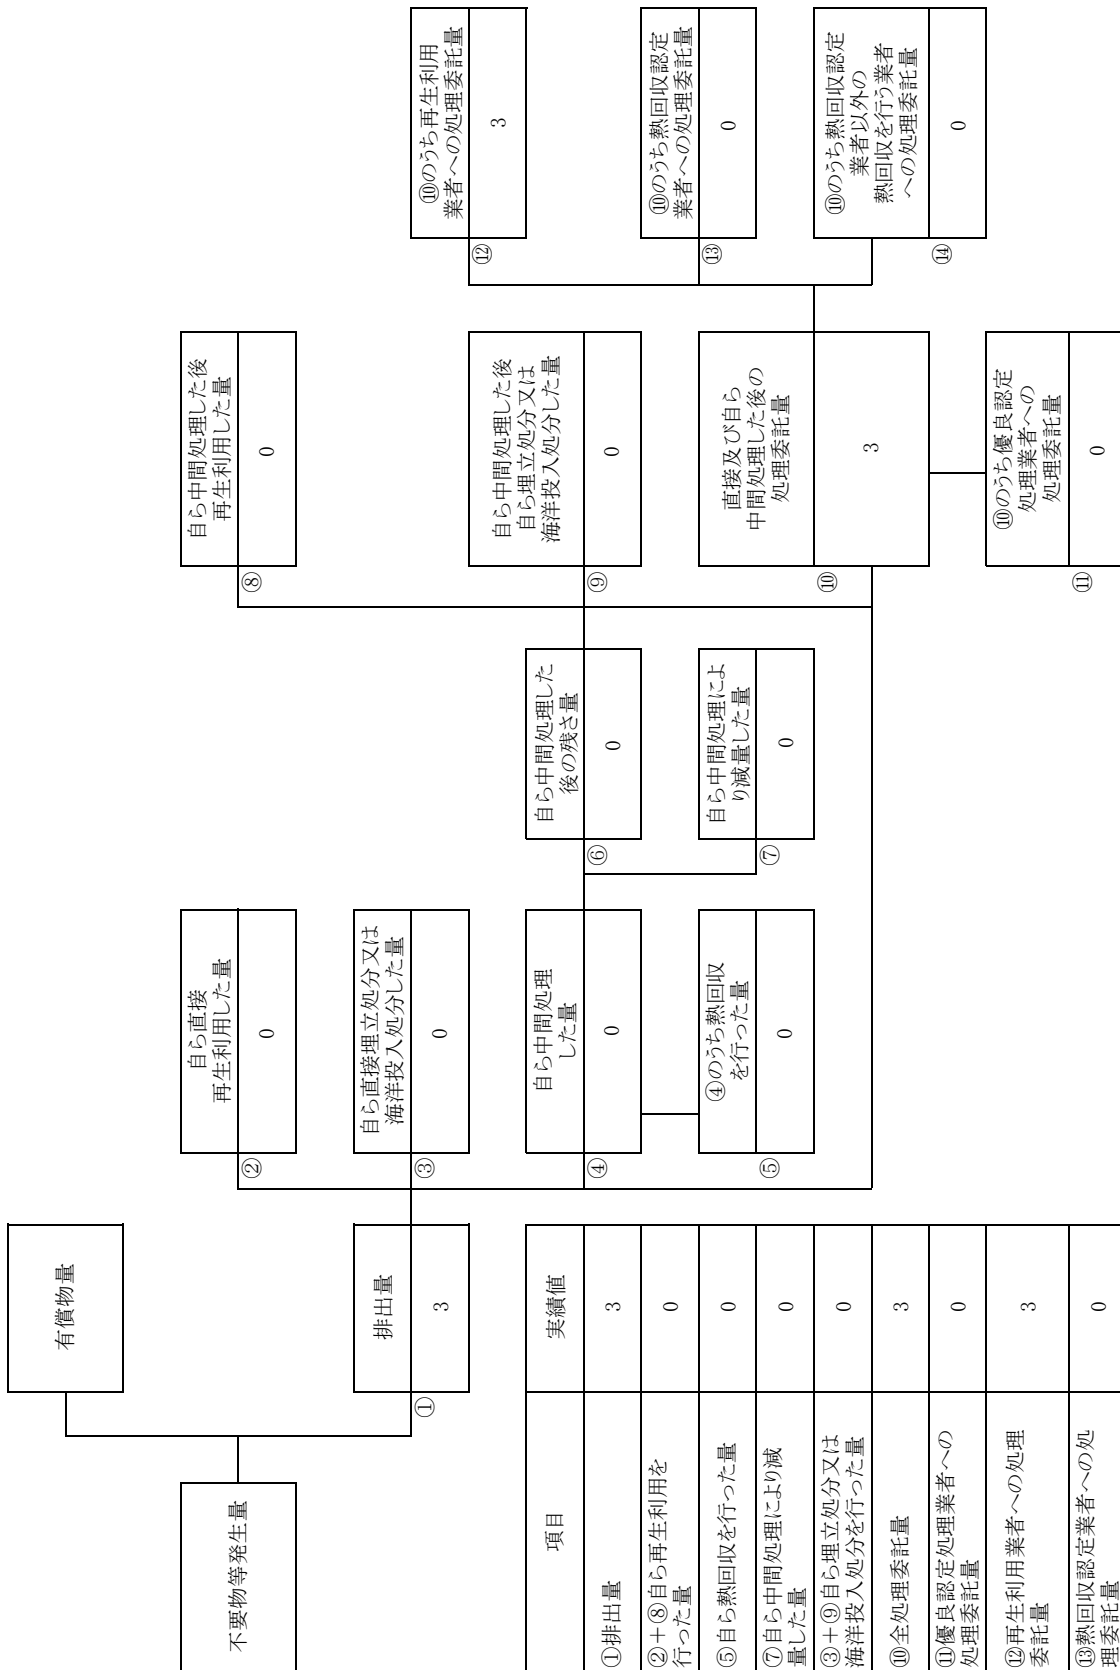 不要物等発生量
有償物量
排出量
①
3
自ら直接
再生利用した量
②
0
自ら直接埋立処分又は
海洋投入処分した量
③
0
自ら中間処理
した量
④
0
④のうち熱回収
を行った量
⑤
0
自ら中間処理した
後の残さ量
⑥
0
自ら中間処理によ
り減量した量
⑦
0
自ら中間処理した後
再生利用した量
⑧
0
自ら中間処理した後
自ら埋立処分又は
海洋投入処分した量
⑨
0
直接及び自ら
中間処理した後の
処理委託量
⑩
3
⑩のうち優良認定
処理業者への
処理委託量
⑪
0
⑩のうち再生利用
業者への処理委託量
⑫
3
⑩のうち熱回収認定
業者への処理委託量
⑬
0
⑩のうち熱回収認定
業者以外の
熱回収を行う業者
への処理委託量
⑭
0
項目 実績値
①排出量 3
②+⑧自ら再生利用を
行った量 0
⑤自ら熱回収を行った量 0
⑦自ら中間処理により減
量した量 0
③+⑨自ら埋立処分又は
海洋投入処分を行った量 0
⑩全処理委託量 3
⑪優良認定処理業者への
処理委託量 0
⑫再生利用業者への処理
委託量 3
⑬熱回収認定業者への処
理委託量 0